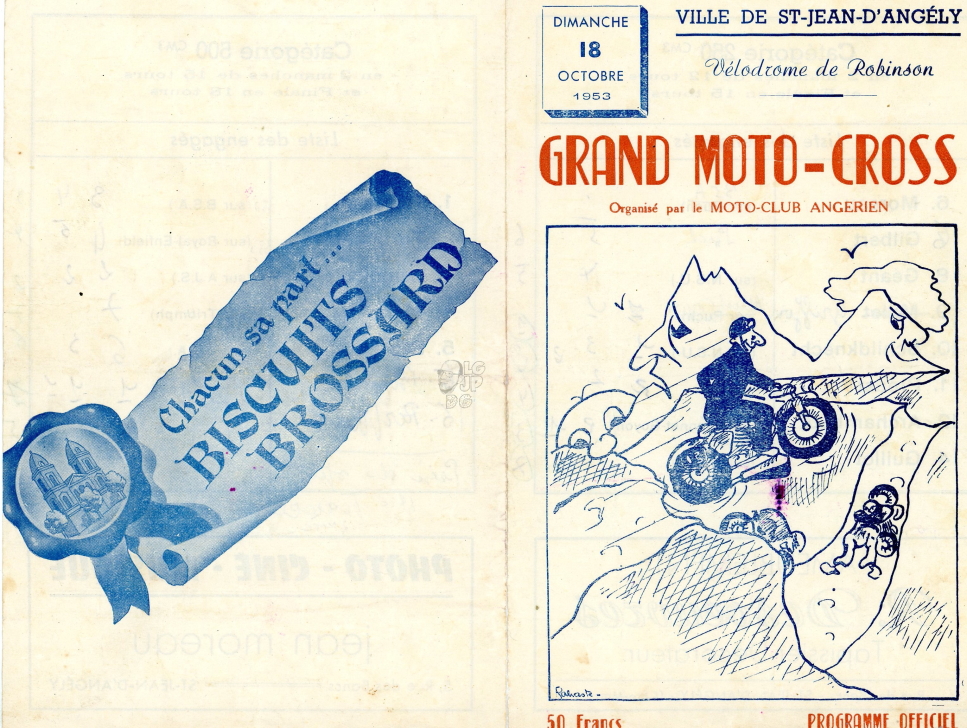 Chacun sa part...
BISCUITS
BROSSARD
DIMANCHE
18
OCTOBRE
1953
VILLE DE ST-JEAN-D'ANGÉLY
Vélodrome de Robinson
GRAND MOTO-CROSS
Organisé par le MOTO-CLUB ANGERIEN
50 Francs
PROGRAMME OFFICIEL